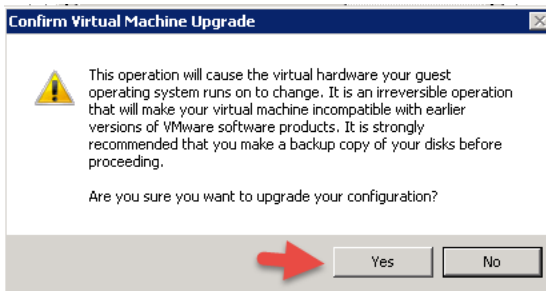 Confirm Virtual Machine Upgrade
This operation will cause the virtual hardware your guest
operating system runs on to change. It is an irreversible operation
that will make your virtual machine incompatible with earlier
versions of VMware software products. It is strongly
recommended that you make a backup copy of your disks before
proceeding.
Are you sure you want to upgrade your configuration?
Yes No